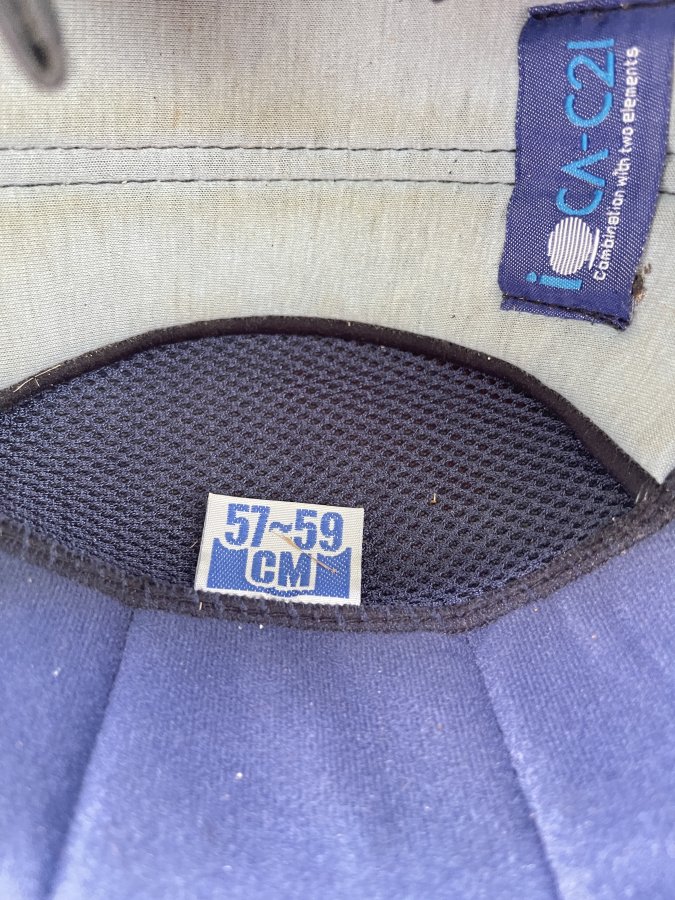 iCA-C2I
Combination with two elements
57~59
CM